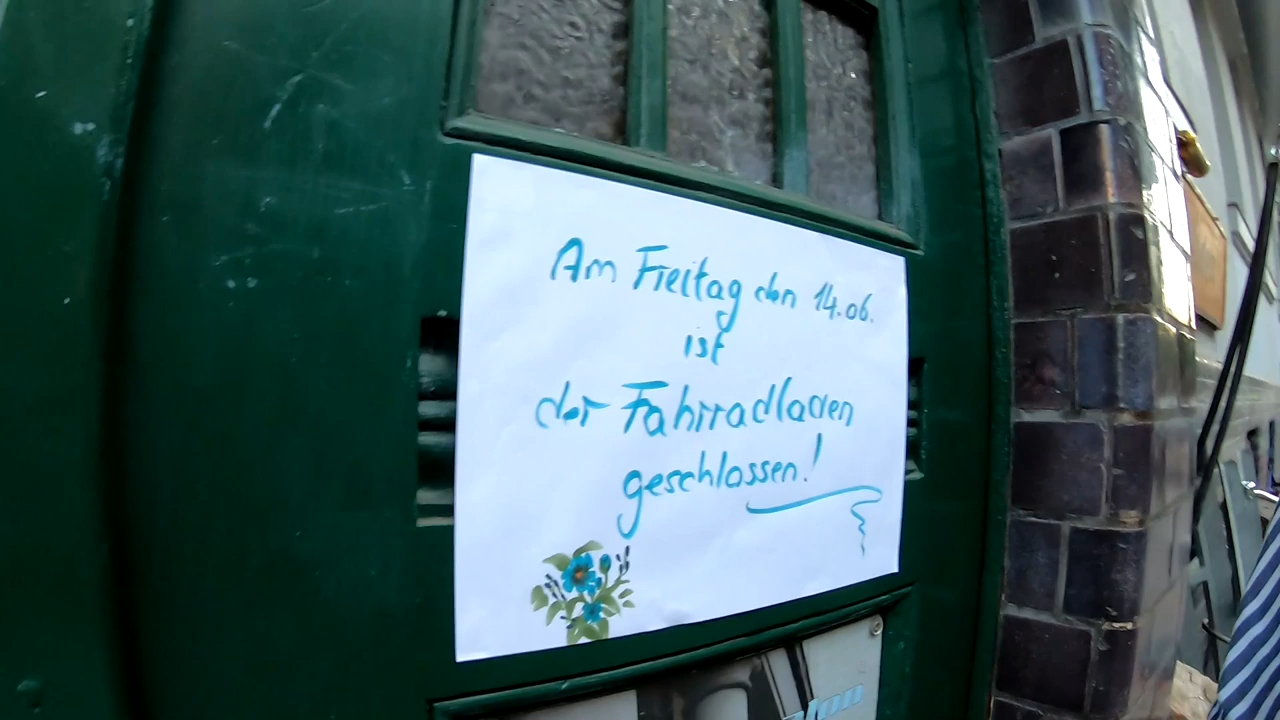 Am Freitag den 14.06.
ist
der Fahrradladen
geschlossen!